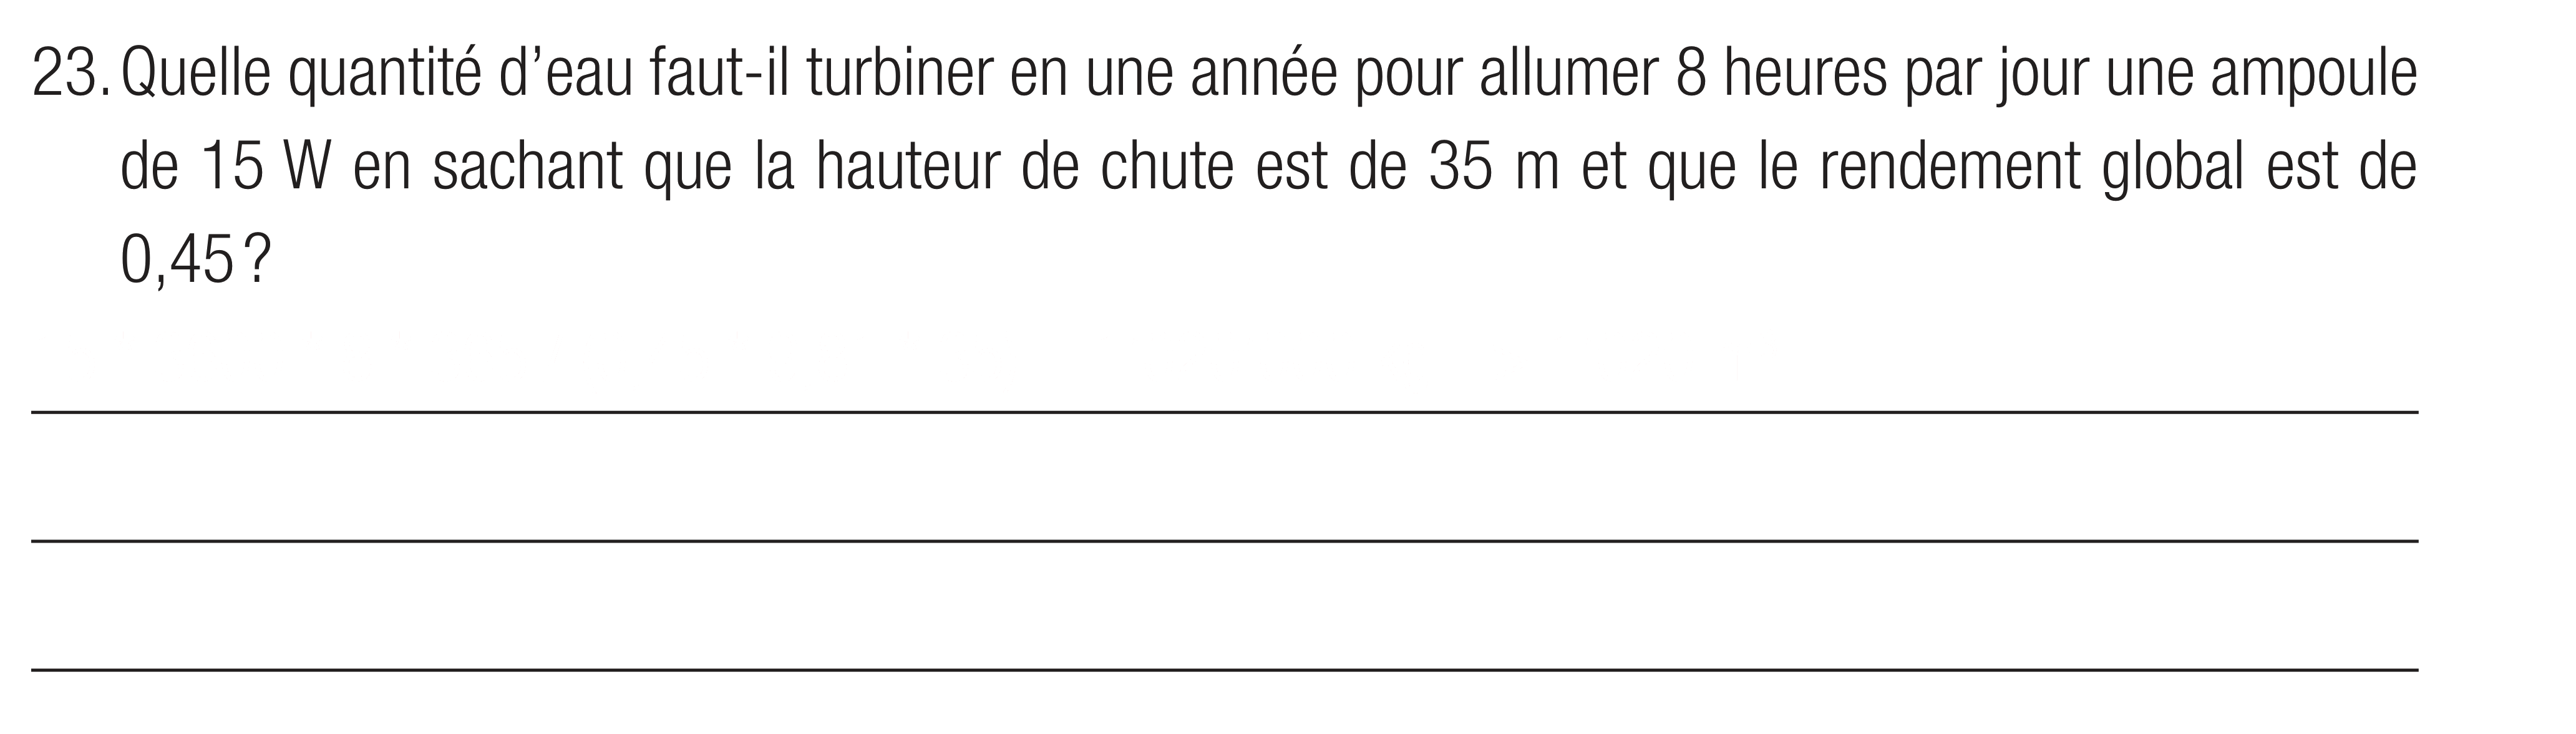 23. Quelle quantité d’eau faut-il turbiner en une année pour allumer 8 heures par jour une ampoule
de 15 W en sachant que la hauteur de chute est de 35 m et que le rendement global est de
0,45 ?